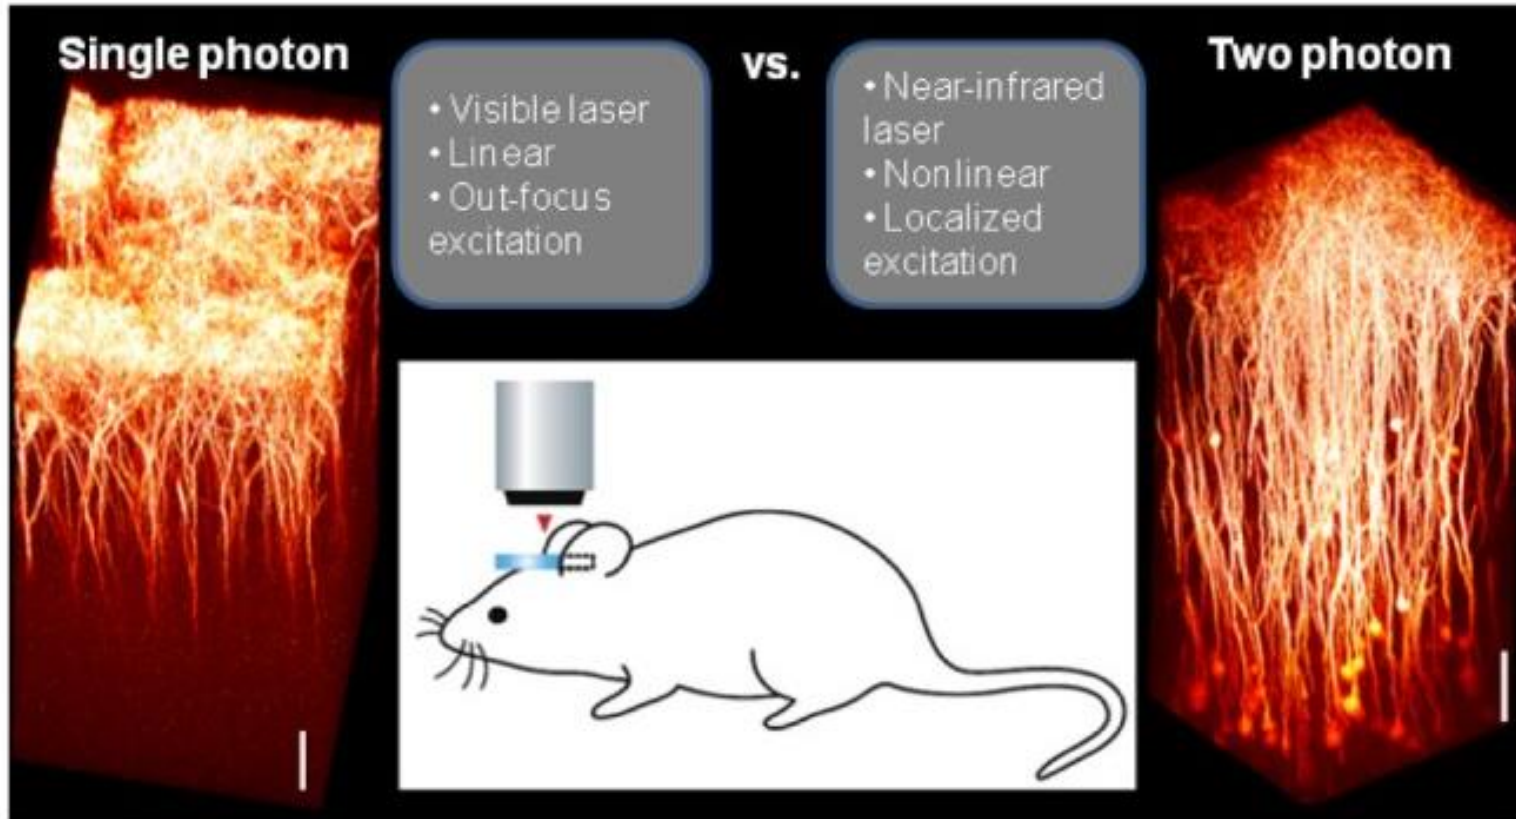 Single photon
• Visible laser
• Linear
• Out-focus
excitation
vs.
• Near-infrared
laser
• Nonlinear
• Localized
excitation
Two photon